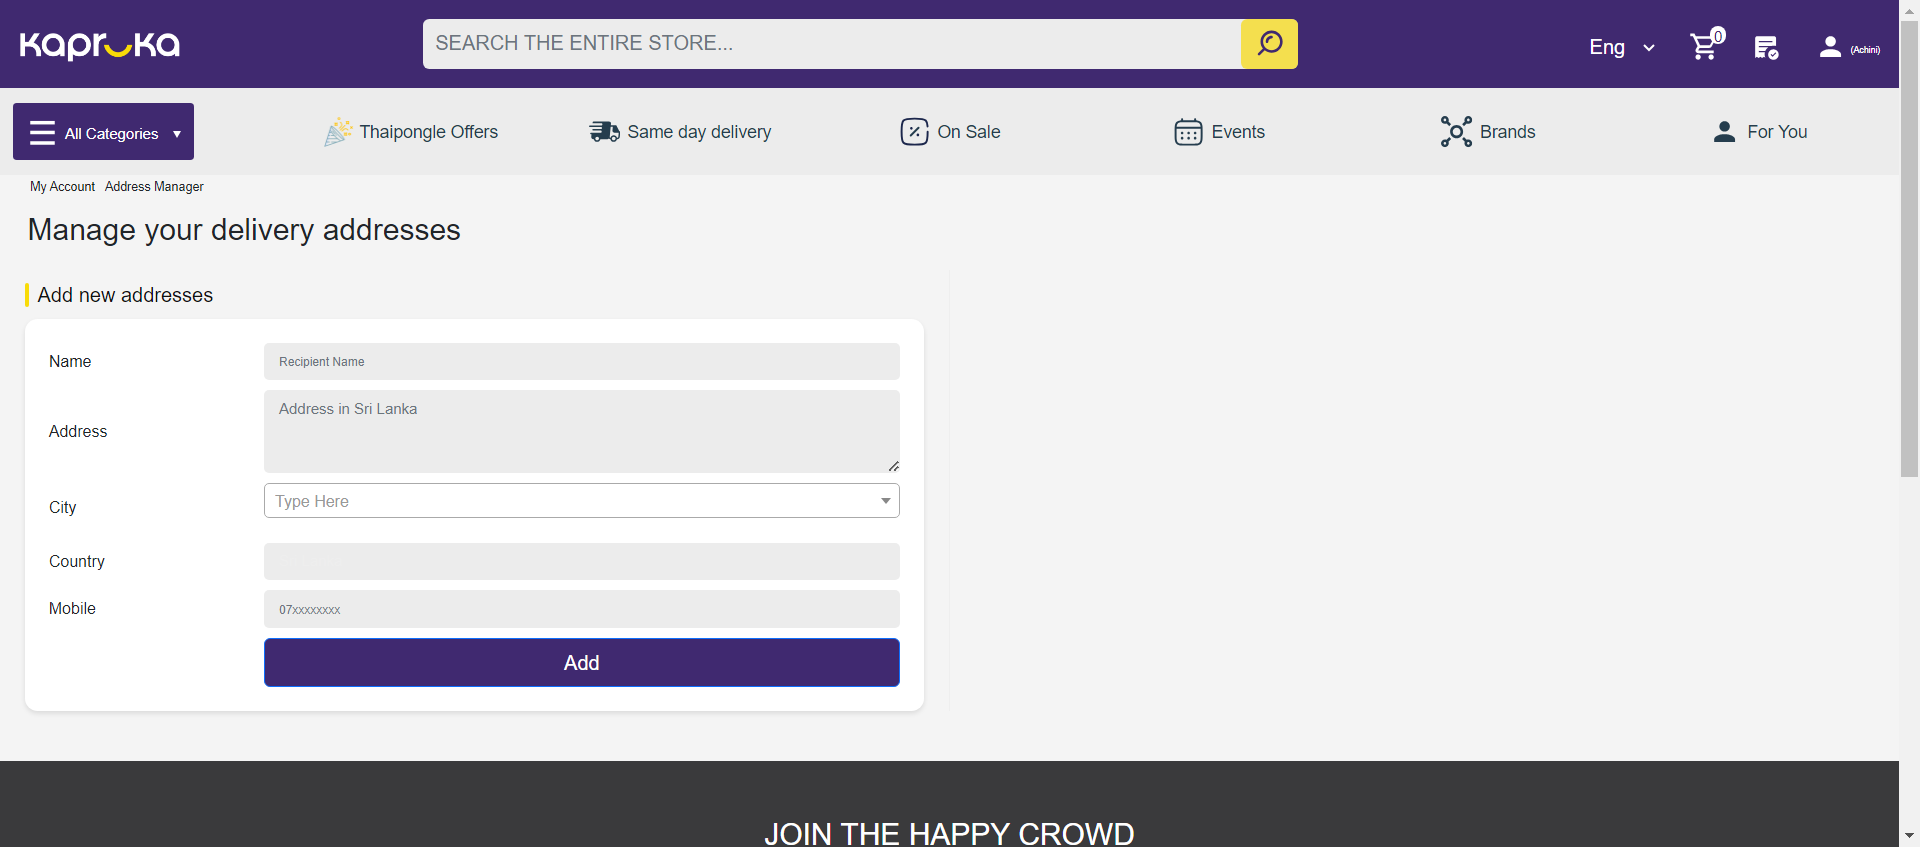 Kapruka
SEARCH THE ENTIRE STORE...
Eng
0
(Achini)
All Categories ▾
Thaipongle Offers
Same day delivery
On Sale
Events
Brands
For You
My Account Address Manager
Manage your delivery addresses
Add new addresses
Name
Recipient Name
Address
Address in Sri Lanka
City
Type Here
Country
Mobile
07xxxxxxxx
Add
JOIN THE HAPPY CROWD